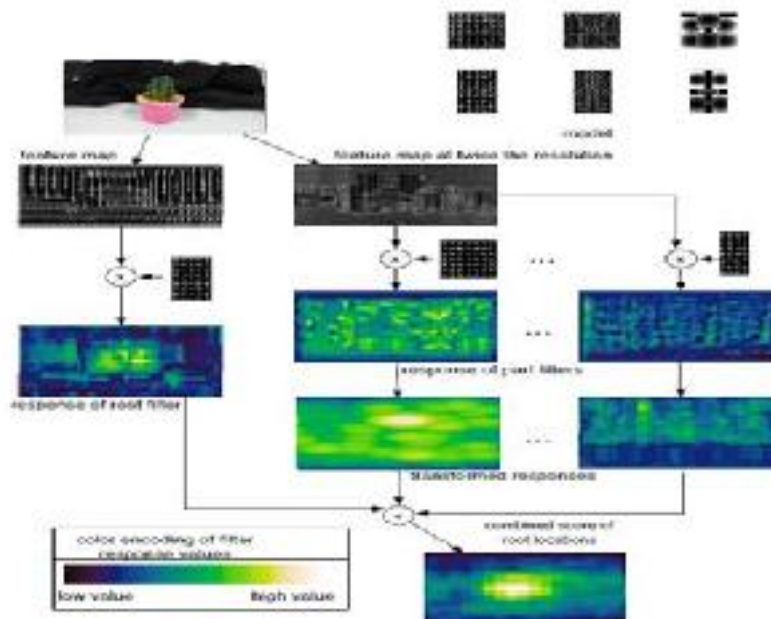 model
feature map
feature map at twice the resolution
x
x
...
x
...
response of part filters
response of root filter
...
transformed responses
+
color encoding of filter
response values
combined score of
root locations
low value
high value